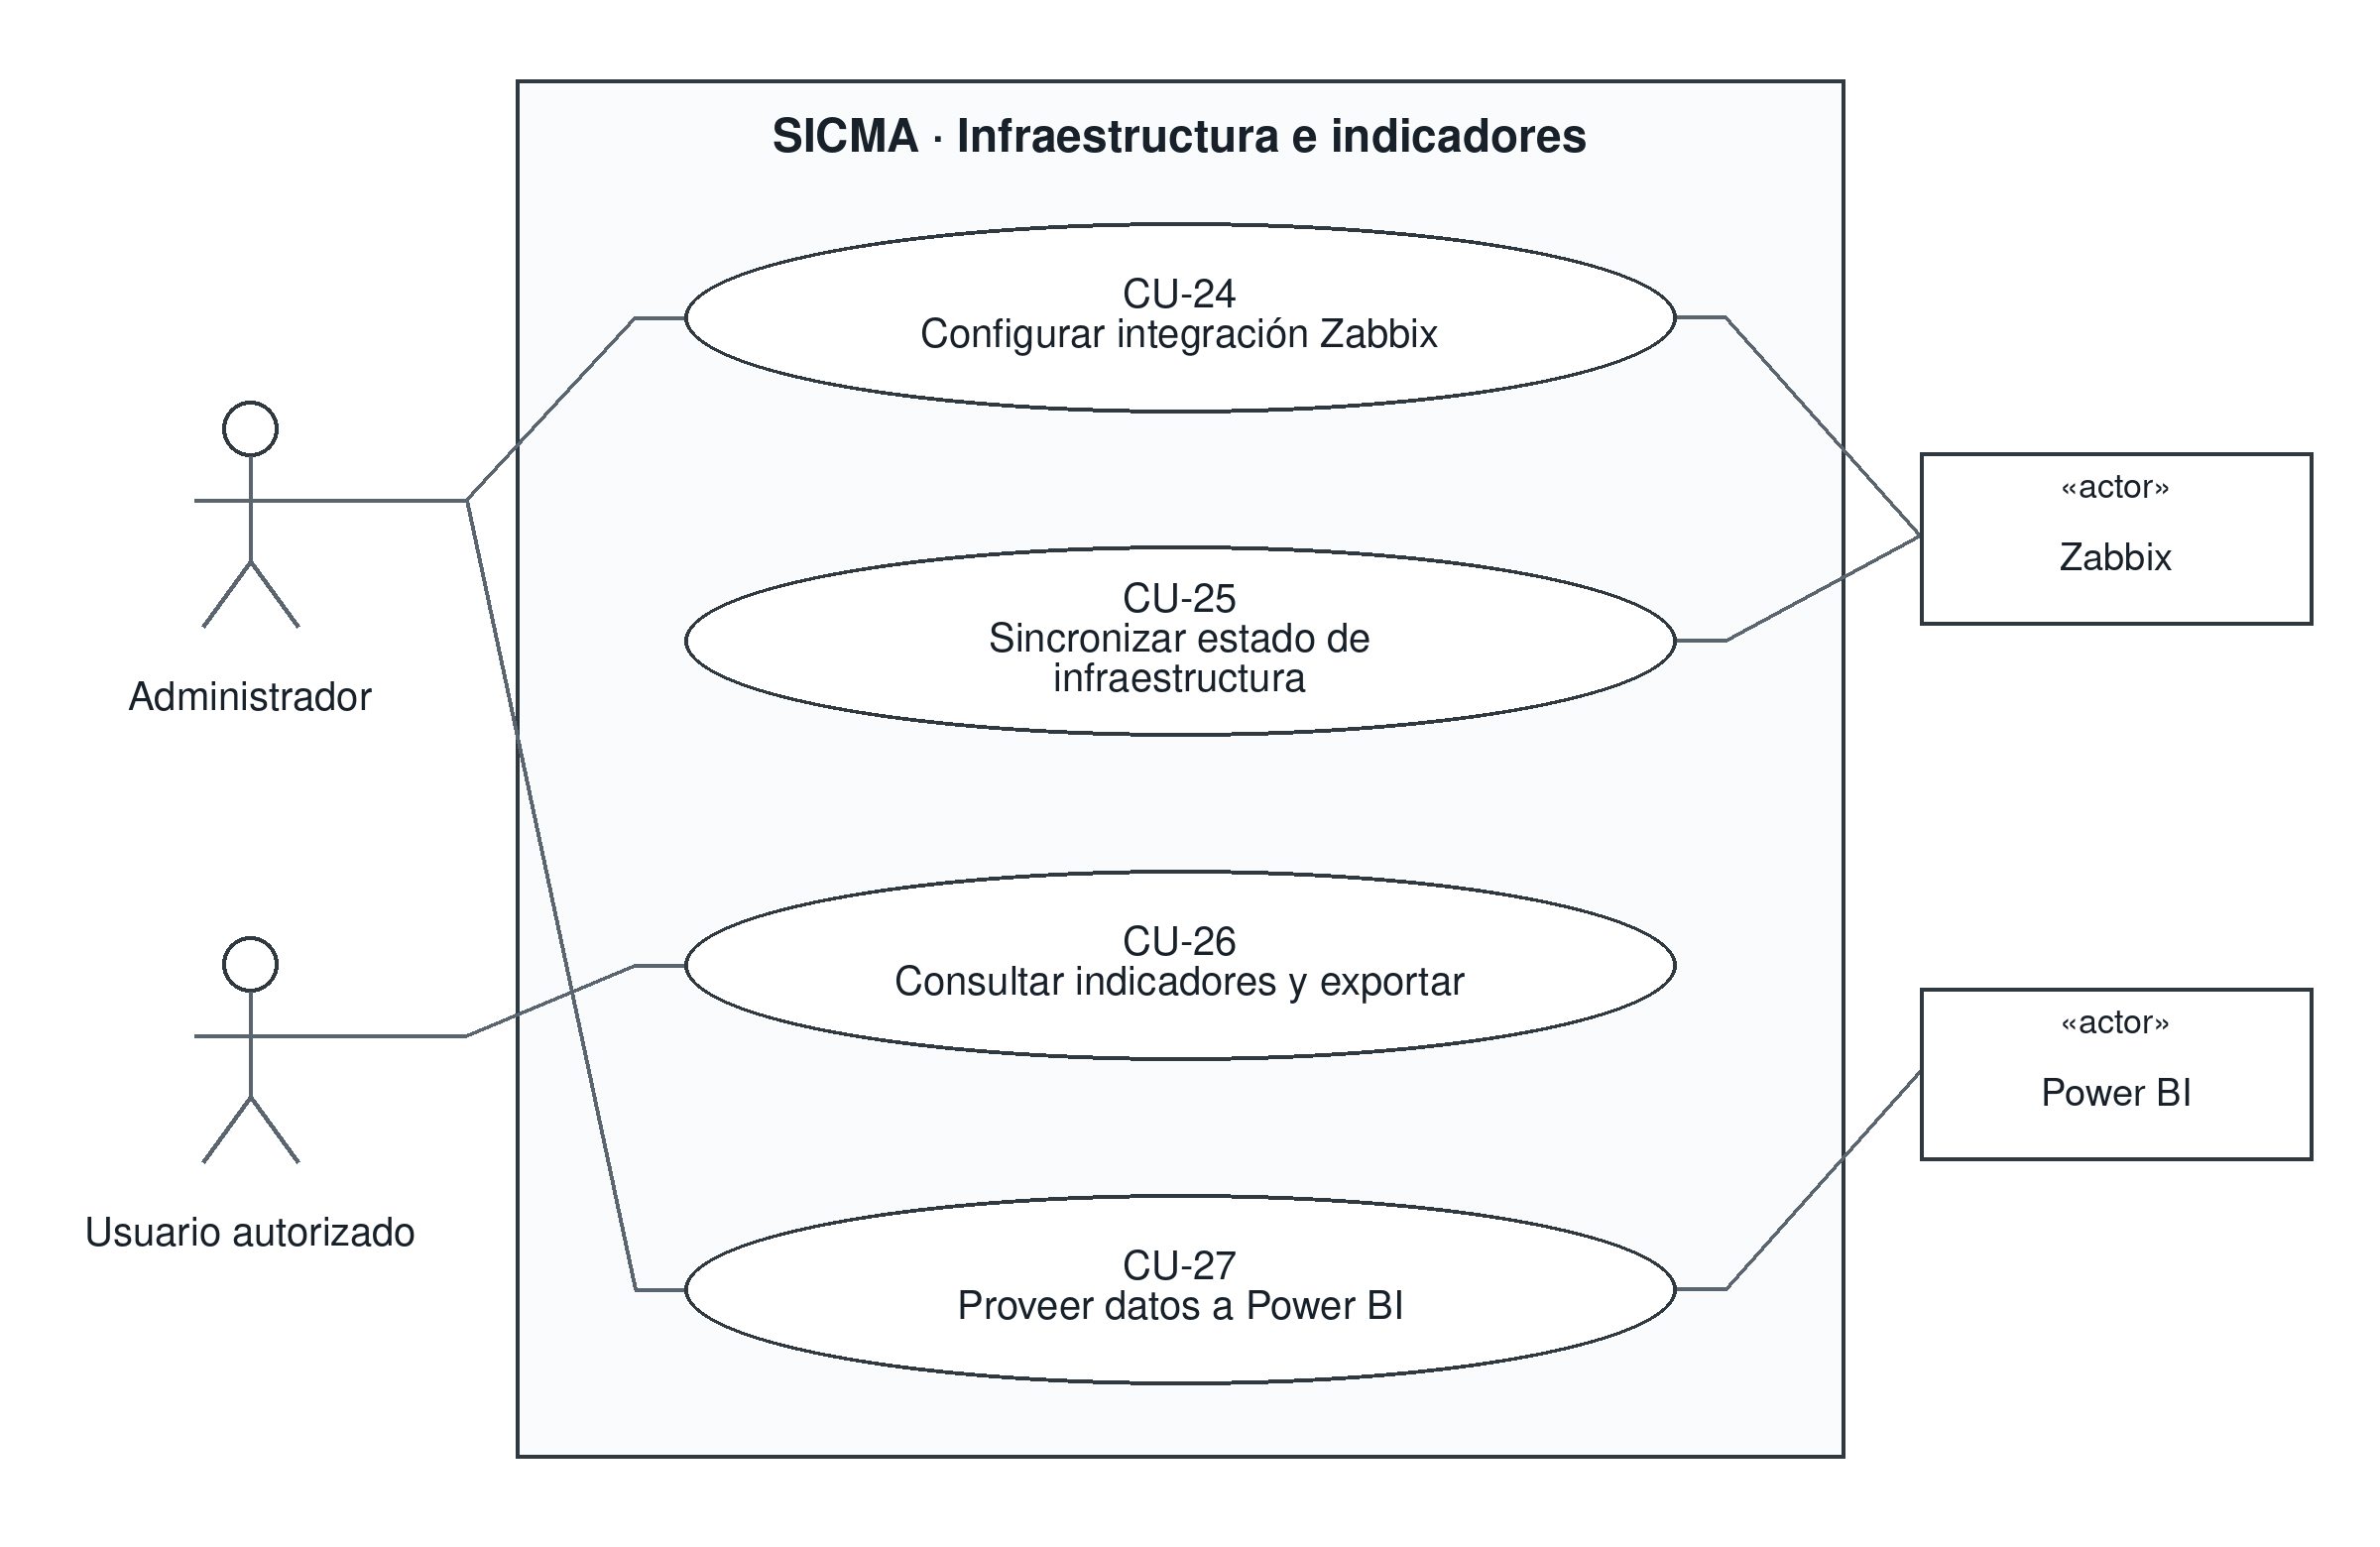 SICMA · Infraestructura e indicadores
CU-24
Configurar integración Zabbix
«actor»
Zabbix
CU-25
Sincronizar estado de
infraestructura
Administrador
CU-26
Consultar indicadores y exportar
«actor»
Power BI
Usuario autorizado
CU-27
Proveer datos a Power BI